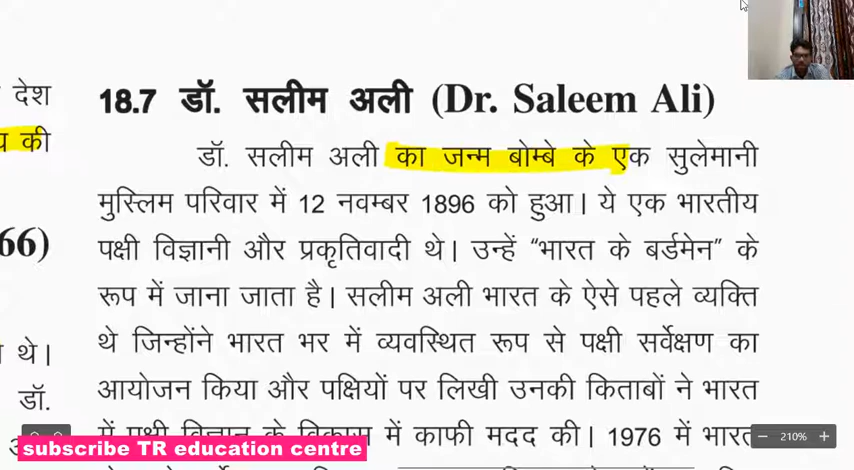 देश
की
66)
थे।
डॉ.
18.7 डॉ. सलीम अली (Dr. Saleem Ali)
डॉ. सलीम अली का जन्म बोम्बे के एक सुलेमानी
मुस्लिम परिवार में 12 नवम्बर 1896 को हुआ। ये एक भारतीय
पक्षी विज्ञानी और प्रकृतिवादी थे। उन्हें "भारत के बर्डमेन" के
रूप में जाना जाता है। सलीम अली भारत के ऐसे पहले व्यक्ति
थे जिन्होंने भारत भर में व्यवस्थित रूप से पक्षी सर्वेक्षण का
आयोजन किया और पक्षियों पर लिखी उनकी किताबों ने भारत
में पक्षी विज्ञान के विकास में काफी मदद की। 1976 में भारत
subscribe TR education centre
210%